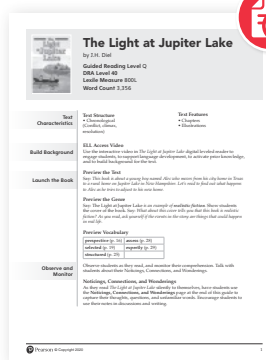 The Light at Jupiter Lake
by J.H. Diel
Guided Reading Level Q
DRA Level 40
Lexile Measure 800L
Word Count 3,256
Text Characteristics
Text Structure
• Chronological
(Conflict, climax,
resolution)
Text Features
• Chapters
• Illustrations
Build Background
ELL Access Video
Use the interactive video in The Light at Jupiter Lake digital leveled reader to
engage students, to support language development, to activate prior knowledge,
and to build background for the text.
Launch the Book
Preview the Text
Say: This book is about a young boy named Alec who moves from his city home in Texas
to a rural home on Jupiter Lake in New Hampshire. Let's read to find out what happens
to Alec as he tries to adjust to his new home.
Preview the Genre
Say: The Light at Jupiter Lake is an example of realistic fiction. Show students
the cover of the book. Say: What about this cover tells you that this book is realistic
fiction? As you read, ask yourself if the events in the story are things that could happen
in real life.
Preview Vocabulary
perspective (p. 16) assess (p. 28)
selected (p. 19) expertly (p. 29)
structured (p. 25)
Observe and Monitor
Observe students as they read, and monitor their comprehension. Talk with
students about their Noticings, Connections, and Wonderings.
Noticings, Connections, and Wonderings
As they read The Light at Jupiter Lake silently to themselves, have students use
the Noticings, Connections, and Wonderings page at the end of this guide to
capture their thoughts, questions, and unfamiliar words. Encourage students to
use their notes in discussions and writing.
Pearson © Copyright 2020
1